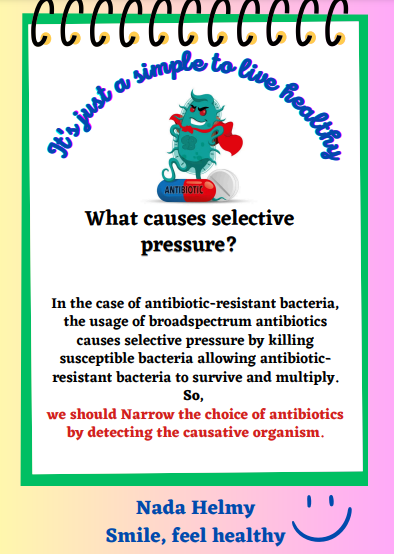 It's just a simple to live healthy
ANTIBIOTIC
What causes selective
pressure?
In the case of antibiotic-resistant bacteria,
the usage of broadspectrum antibiotics
causes selective pressure by killing
susceptible bacteria allowing antibiotic-
resistant bacteria to survive and multiply.
So,
we should Narrow the choice of antibiotics
by detecting the causative organism.
Nada Helmy
Smile, feel healthy